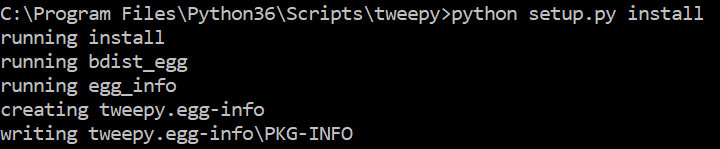 C:\Program Files\Python36\Scripts\tweepy>python setup.py install
running install
running bdist_egg
running egg_info
creating tweepy.egg-info
writing tweepy.egg-info\PKG-INFO